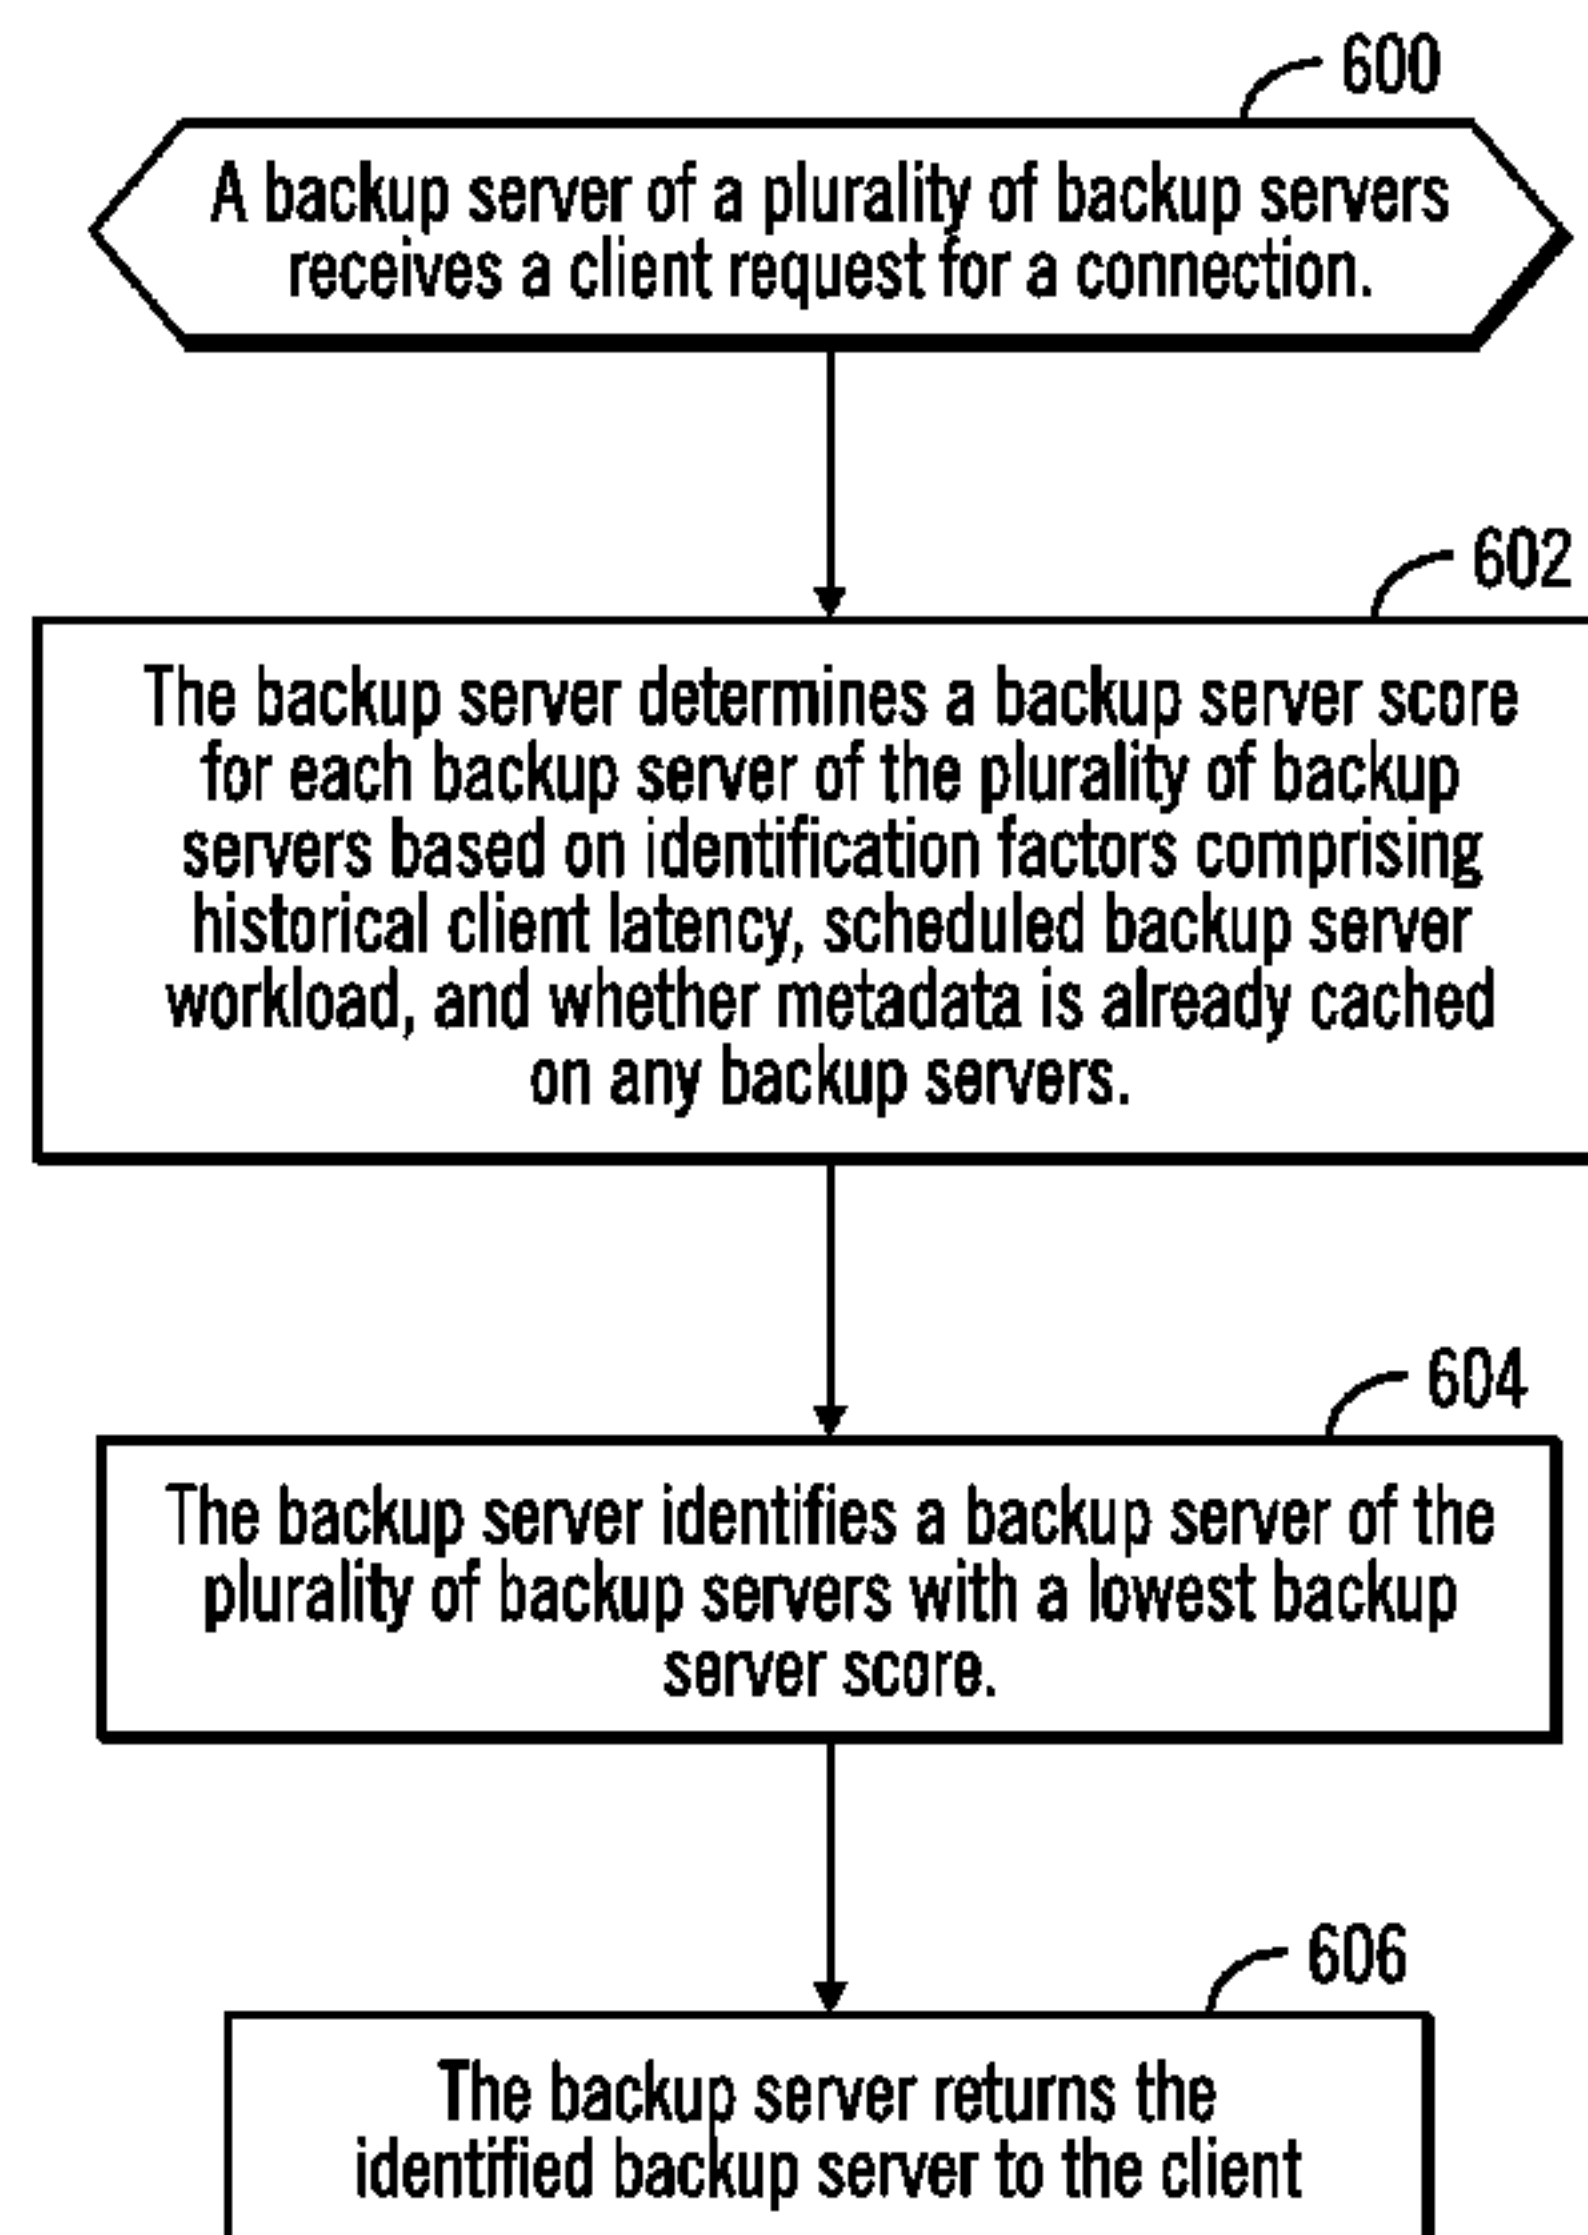 600
A backup server of a plurality of backup servers
receives a client request for a connection.
602
The backup server determines a backup server score
for each backup server of the plurality of backup
servers based on identification factors comprising
historical client latency, scheduled backup server
workload, and whether metadata is already cached
on any backup servers.
604
The backup server identifies a backup server of the
plurality of backup servers with a lowest backup
server score.
606
The backup server returns the
identified backup server to the client